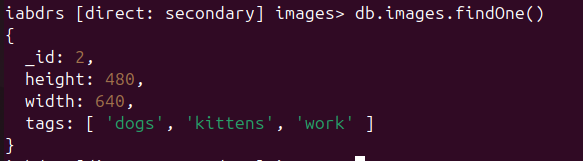 iabdrs [direct: secondary] images> db.images.findOne()
{
  _id: 2,
  height: 480,
  width: 640,
  tags: [ 'dogs', 'kittens', 'work' ]
}